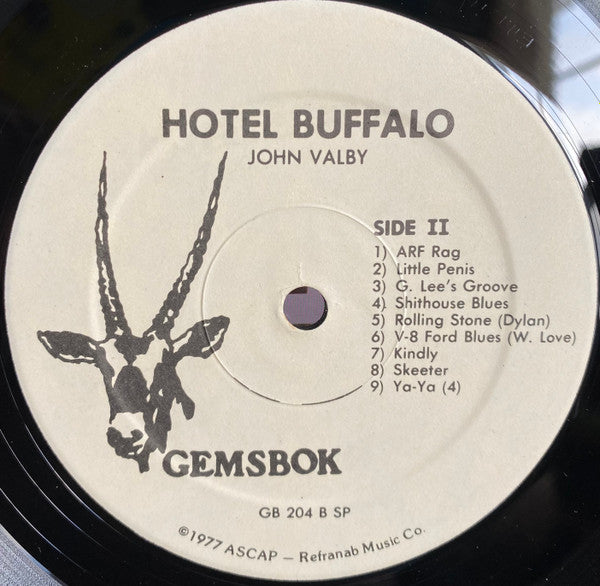 HOTEL BUFFALO
JOHN VALBY
SIDE II
1) ARF Rag
2) Little Penis
3) G. Lee's Groove
4) Shithouse Blues
5) Rolling Stone (Dylan)
6) V-8 Ford Blues (W. Love)
7) Kindly
8) Skeeter
9) Ya-Ya (4)
GEMSBOK
GB 204 B SP
©1977 ASCAP — Refranab Music Co.